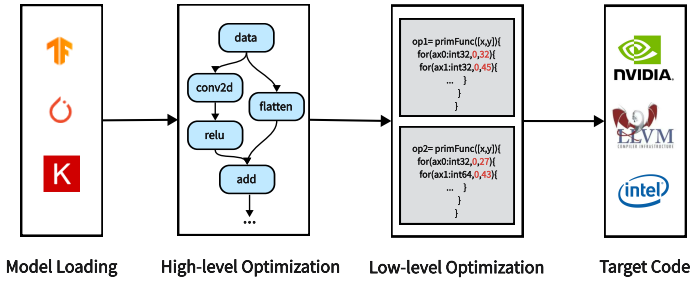 K
data
conv2d
flatten
relu
add
...
op1= primFunc([x,y]){
for(ax0:int32,0,32){
for(ax1:int32,0,45){
... }
}
}
op2= primFunc([x,y]){
for(ax0:int32,0,27){
for(ax1:int64,0,43){
... }
}
}
NVIDIA.
LLVM
COMPILER INFRASTRUCTURE
intel
Model Loading
High-level Optimization
Low-level Optimization
Target Code